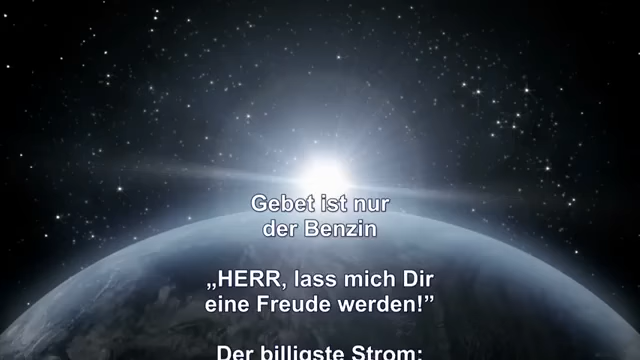 Gebet ist nur
der Benzin
„HERR, lass mich Dir
eine Freude werden!”
Der billigste Strom: